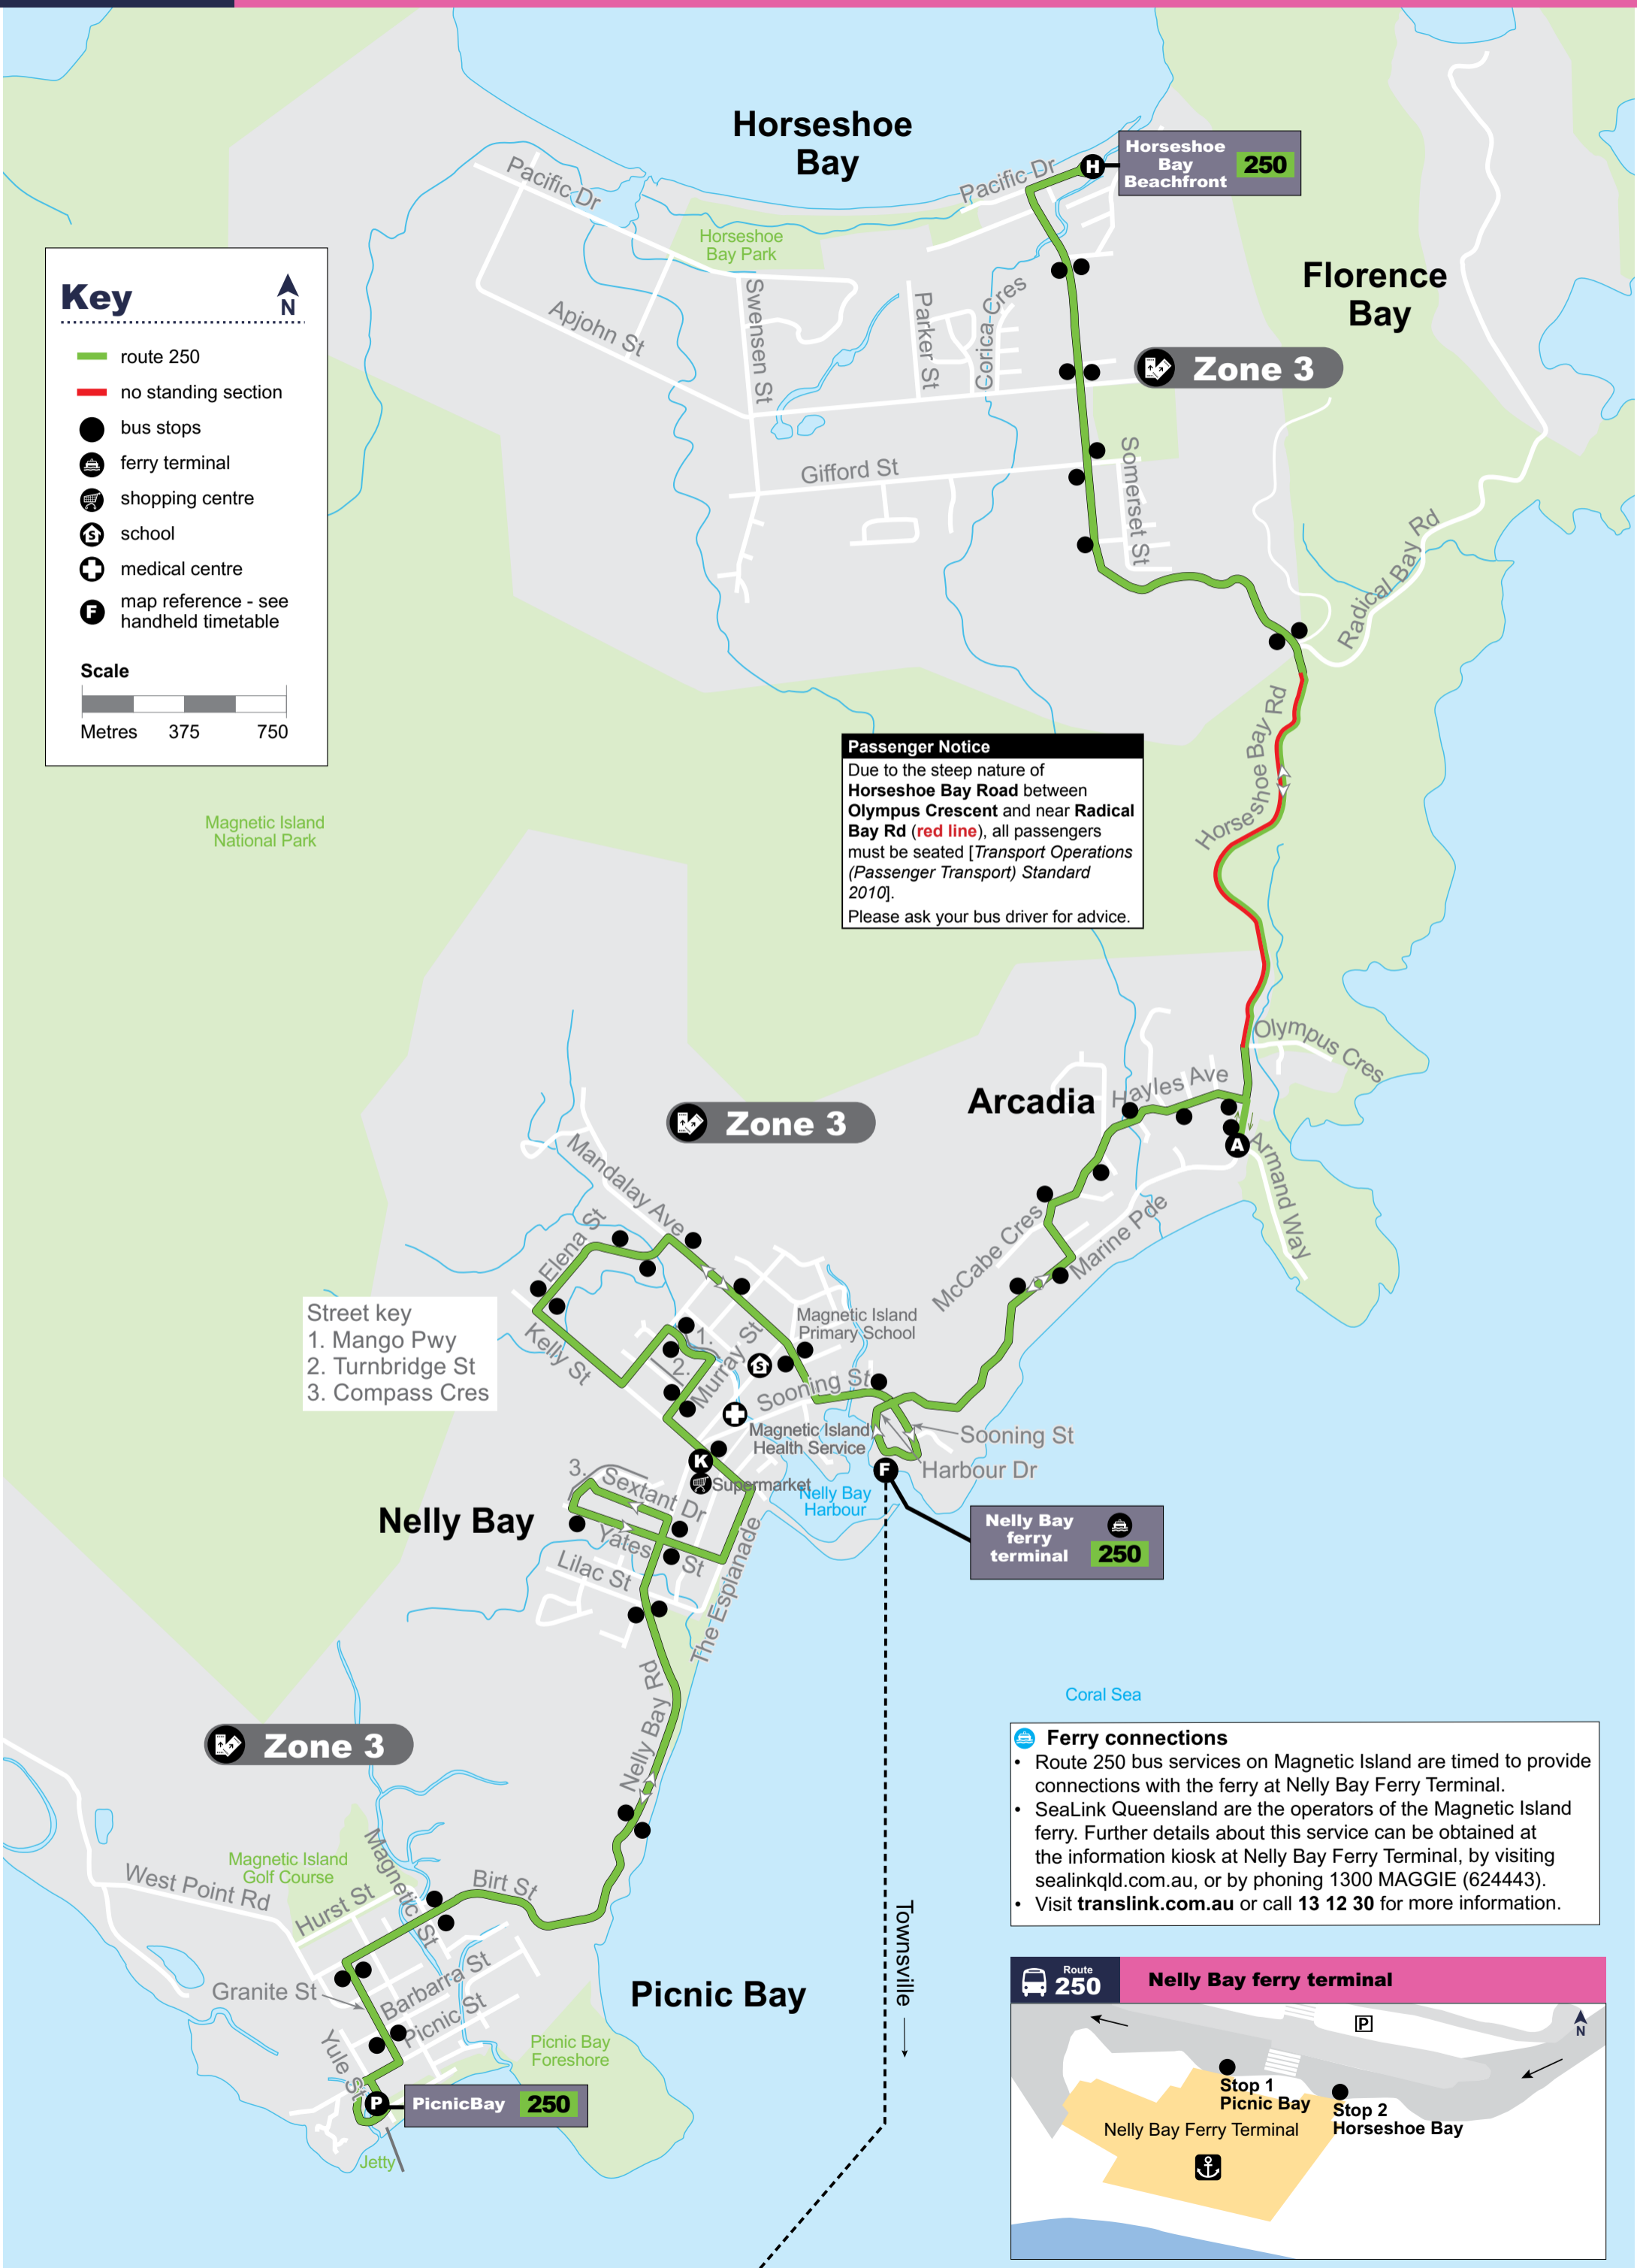 Horseshoe
Bay
Pacific Dr
Pacific Dr
H
Horseshoe
Bay
Beachfront
250
Horseshoe
Bay Park
Florence
Bay
Key
N
route 250
no standing section
bus stops
ferry terminal
shopping centre
S
school
medical centre
F
map reference - see
handheld timetable
Scale
Metres 375 750
Apjohn St
Swensen St
Parker St
Corica Cres
Zone 3
Gifford St
Somerset St
Radical Bay Rd
Horseshoe Bay Rd
Passenger Notice
Due to the steep nature of
Horseshoe Bay Road between
Olympus Crescent and near Radical
Bay Rd (red line), all passengers
must be seated [Transport Operations
(Passenger Transport) Standard
2010].
Please ask your bus driver for advice.
Magnetic Island
National Park
Olympus Cres
Arcadia
Hayles Ave
Zone 3
A
Armand Way
Mandalay Ave
McCabe Cres
Marine Pde
Elena St
Street key
1. Mango Pwy
2. Turnbridge St
3. Compass Cres
Kelly St
1.
2.
Murray St
Magnetic Island
Primary School
S
Sooning St
Magnetic Island
Health Service
Sooning St
Harbour Dr
K
Supermarket
F
Nelly Bay
Harbour
3.
Sextant Dr
Nelly Bay
Yates St
Lilac St
The Esplanade
Nelly Bay
ferry
terminal
250
Nelly Bay Rd
Coral Sea
Zone 3
Ferry connections
• Route 250 bus services on Magnetic Island are timed to provide
connections with the ferry at Nelly Bay Ferry Terminal.
• SeaLink Queensland are the operators of the Magnetic Island
ferry. Further details about this service can be obtained at
the information kiosk at Nelly Bay Ferry Terminal, by visiting
sealinkqld.com.au, or by phoning 1300 MAGGIE (624443).
• Visit translink.com.au or call 13 12 30 for more information.
Magnetic Island
Golf Course
Magnetic St
West Point Rd
Hurst St
Birt St
Townsville
Granite St
Barbarra St
Picnic St
Picnic Bay
Yule St
Picnic Bay
Foreshore
P
PicnicBay
250
Jetty
Route
250
Nelly Bay ferry terminal
P
N
Stop 1
Picnic Bay
Stop 2
Horseshoe Bay
Nelly Bay Ferry Terminal